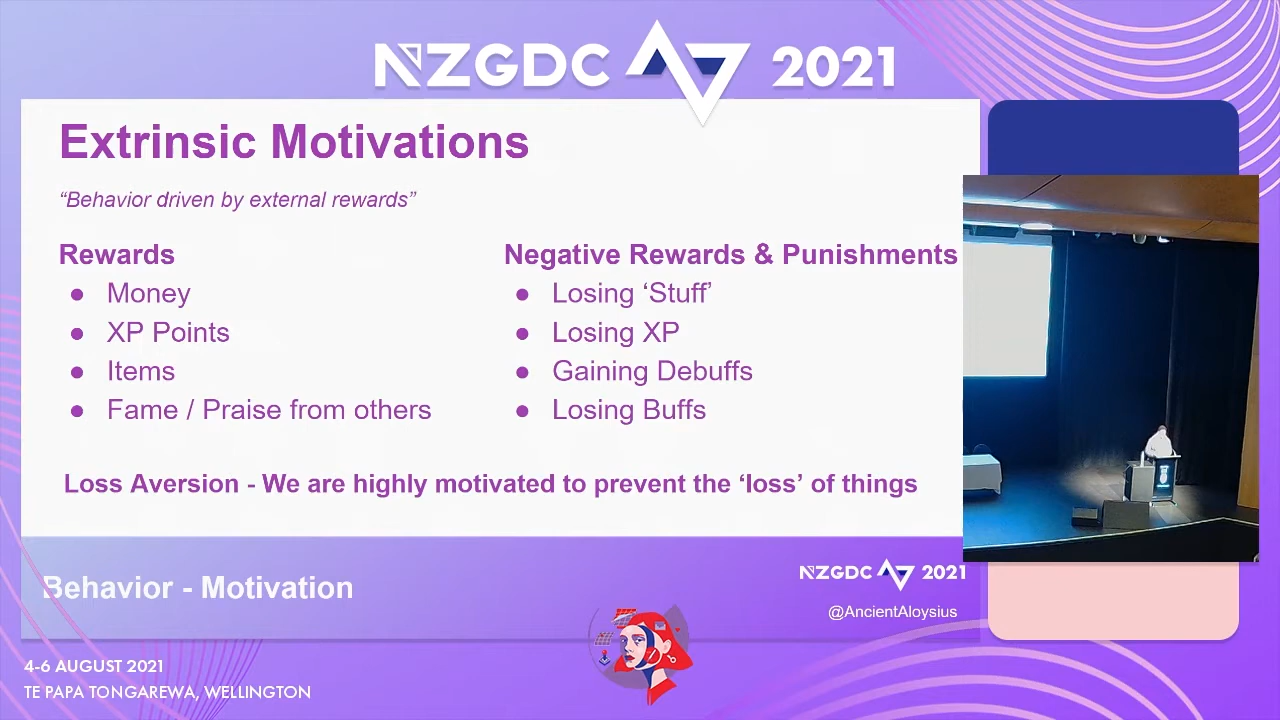 NZGDC 2021
Extrinsic Motivations
“Behavior driven by external rewards”
Rewards
● Money
● XP Points
● Items
● Fame / Praise from others
Negative Rewards & Punishments
● Losing ‘Stuff’
● Losing XP
● Gaining Debuffs
● Losing Buffs
Loss Aversion - We are highly motivated to prevent the ‘loss’ of things
Behavior - Motivation
NZGDC 2021
@AncientAloysius
4-6 AUGUST 2021
TE PAPA TONGAREWA, WELLINGTON